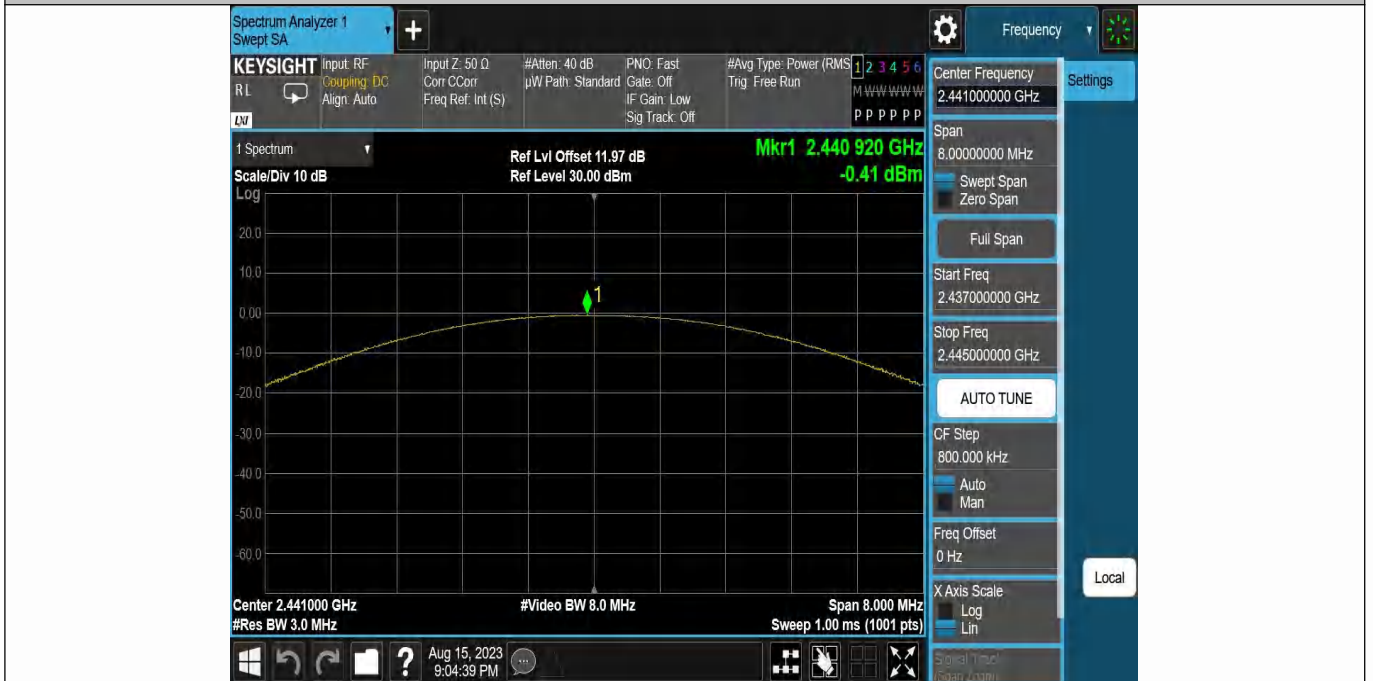 Spectrum Analyzer 1
Swept SA
+
Frequency
KEYSIGHT
RL
LXI
Input: RF
Coupling: DC
Align: Auto
Input Z: 50 Ω
Corr CCorr
Freq Ref: Int (S)
#Atten: 40 dB
µW Path: Standard
PNO: Fast
Gate: Off
IF Gain: Low
Sig Track: Off
#Avg Type: Power (RMS
Trig: Free Run
1 2 3 4 5 6
M W W W W W
P P P P P P
1 Spectrum
Scale/Div 10 dB
Log
Ref Lvl Offset 11.97 dB
Ref Level 30.00 dBm
Mkr1 2.440 920 GHz
-0.41 dBm
20.0
10.0
0.00
-10.0
-20.0
-30.0
-40.0
-50.0
-60.0
1
Center 2.441000 GHz
#Res BW 3.0 MHz
#Video BW 8.0 MHz
Span 8.000 MHz
Sweep 1.00 ms (1001 pts)
Center Frequency
2.441000000 GHz
Settings
Span
8.00000000 MHz
Swept Span
Zero Span
Full Span
Start Freq
2.437000000 GHz
Stop Freq
2.445000000 GHz
AUTO TUNE
CF Step
800.000 kHz
Auto
Man
Freq Offset
0 Hz
X Axis Scale
Log
Lin
Signal Track
(Span Zoom)
Local
?
Aug 15, 2023
9:04:39 PM